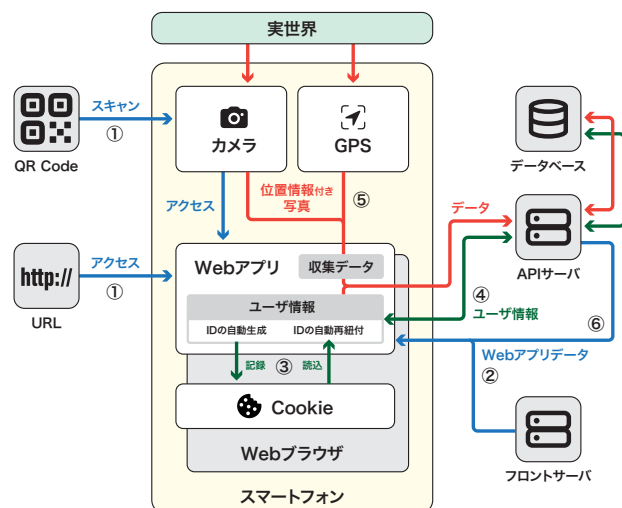 実世界
スキャン
①
QR Code
カメラ
GPS
データベース
アクセス
位置情報付き
写真
⑤
データ
アクセス
①
http://
URL
Webアプリ
収集データ
APIサーバ
ユーザ情報
IDの自動生成
IDの自動再紐付
④
ユーザ情報
⑥
記録
③
読込
Webアプリデータ
②
Cookie
Webブラウザ
フロントサーバ
スマートフォン